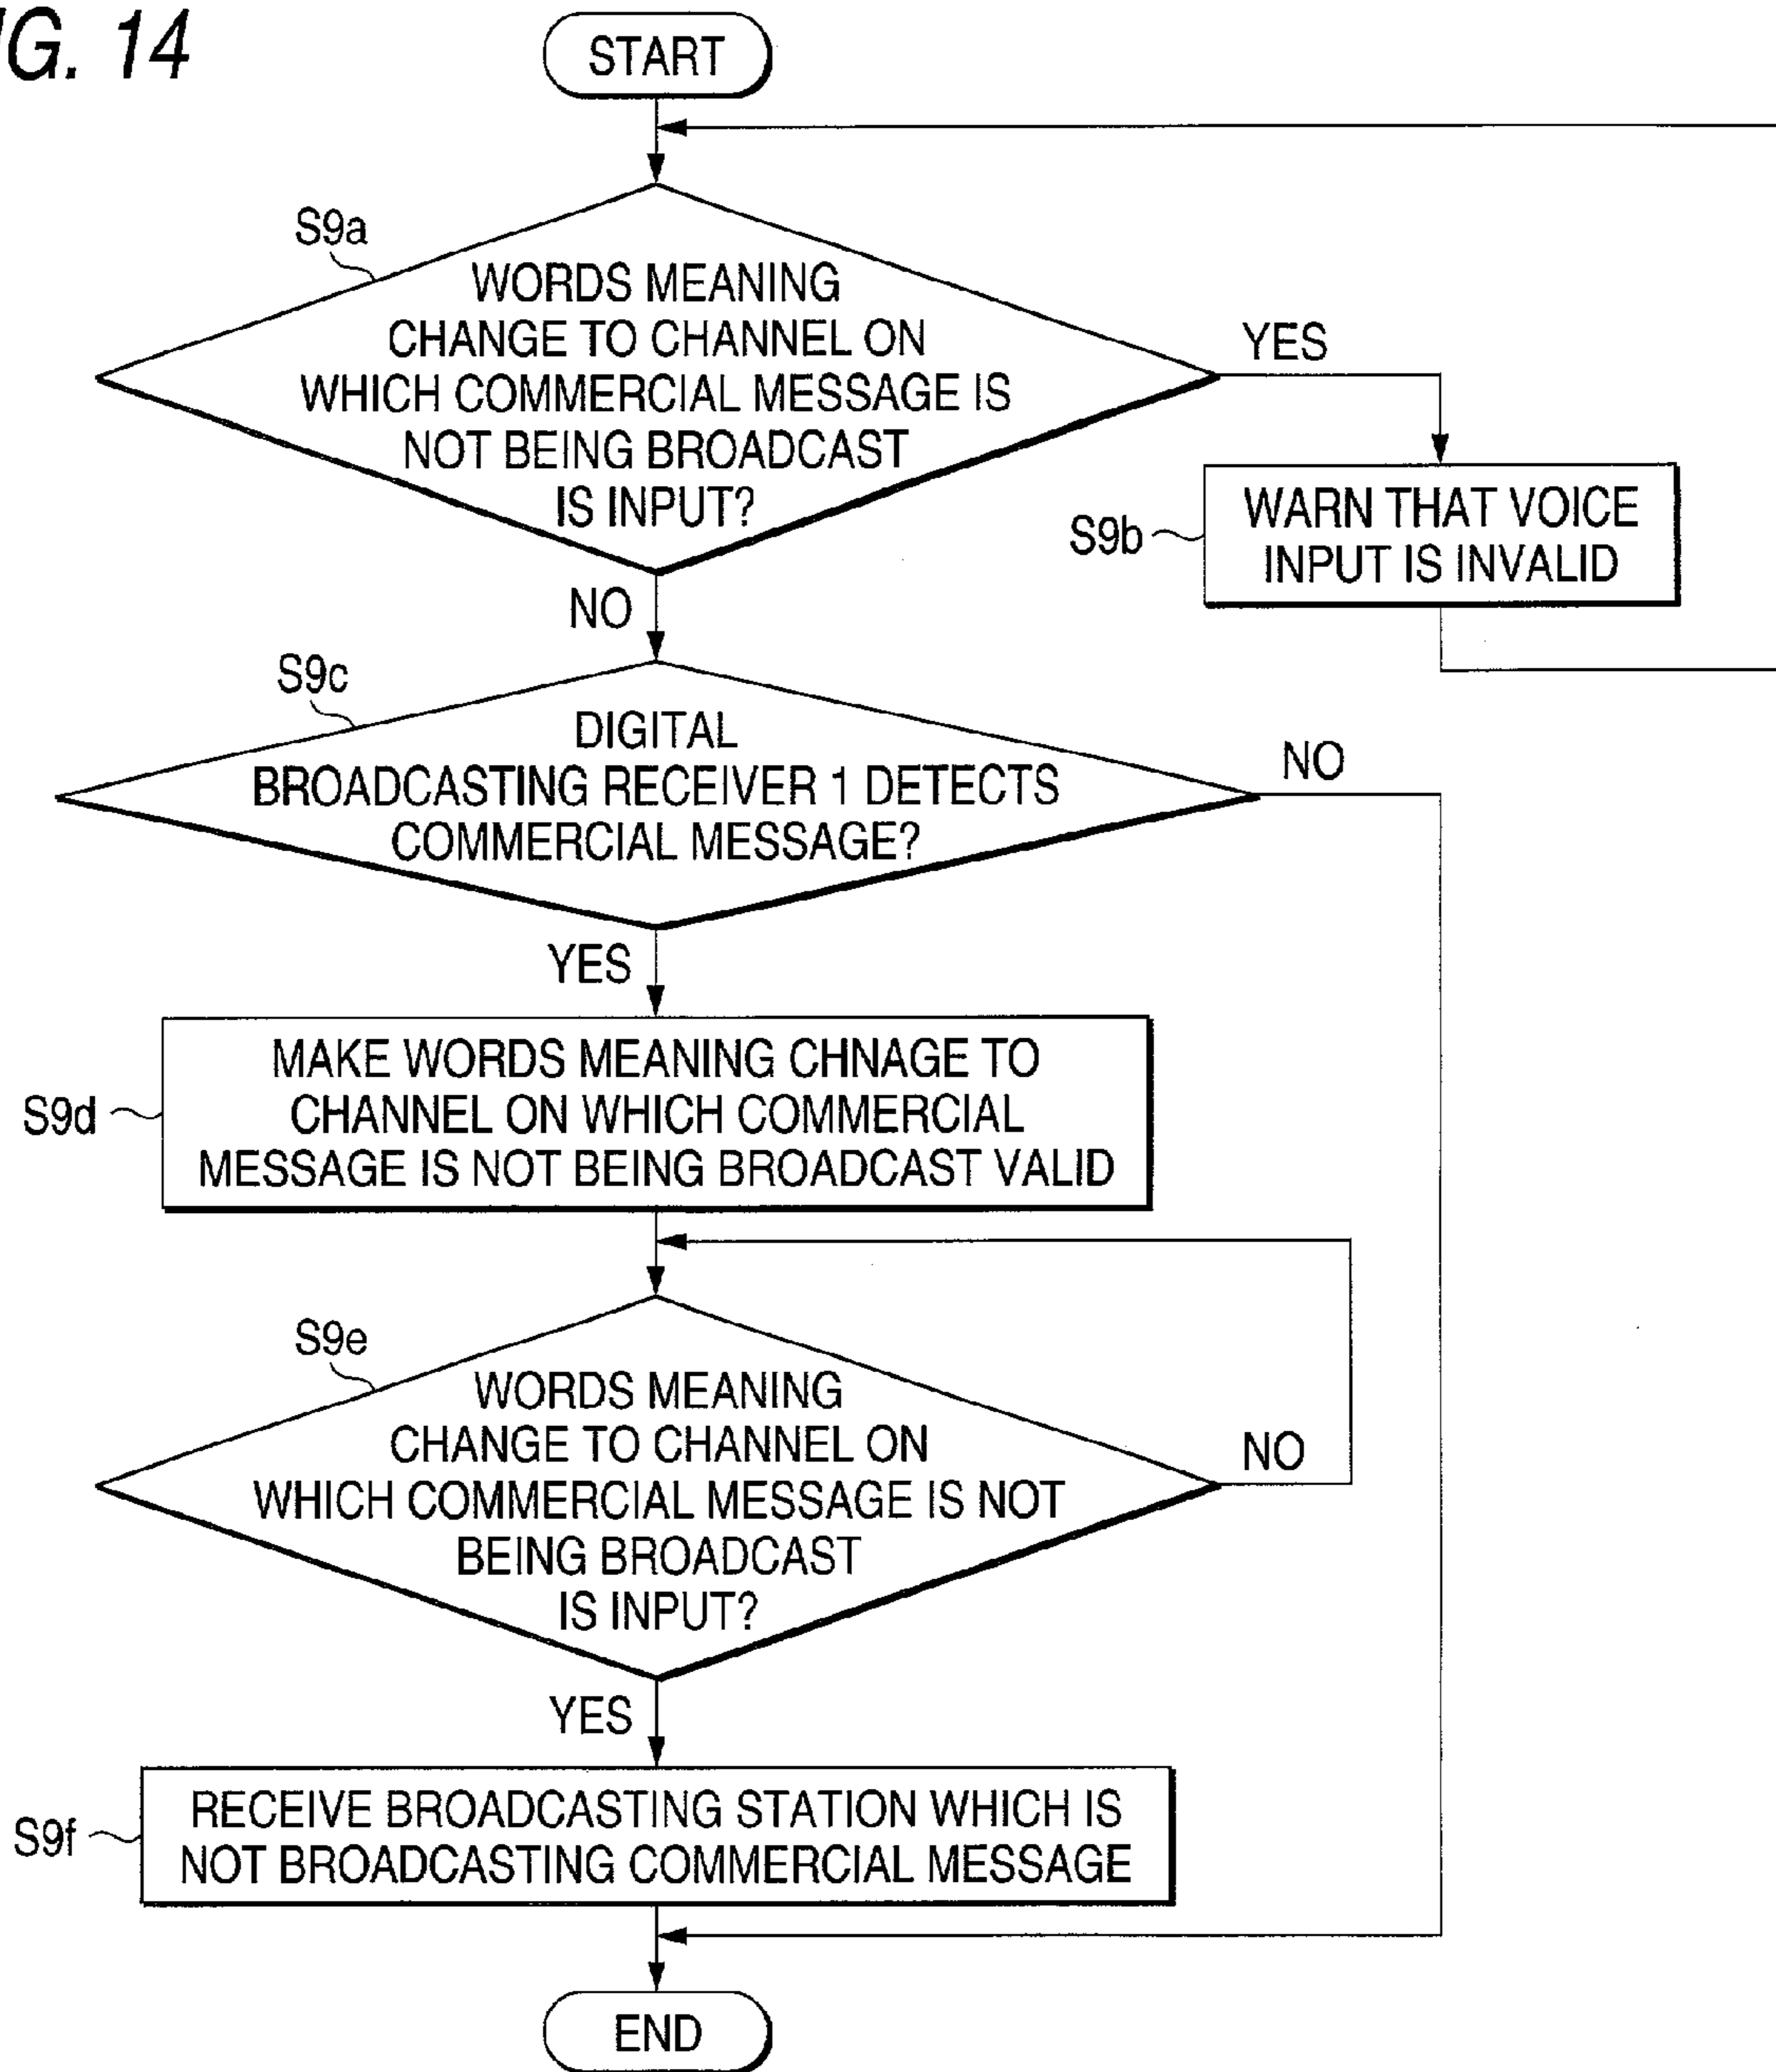 G. 14
START
S9a
WORDS MEANING
CHANGE TO CHANNEL ON
WHICH COMMERCIAL MESSAGE IS
NOT BEING BROADCAST
IS INPUT?
YES
S9b
WARN THAT VOICE
INPUT IS INVALID
NO
S9c
DIGITAL
BROADCASTING RECEIVER 1 DETECTS
COMMERCIAL MESSAGE?
NO
YES
S9d
MAKE WORDS MEANING CHNAGE TO
CHANNEL ON WHICH COMMERCIAL
MESSAGE IS NOT BEING BROADCAST VALID
S9e
WORDS MEANING
CHANGE TO CHANNEL ON
WHICH COMMERCIAL MESSAGE IS NOT
BEING BROADCAST
IS INPUT?
NO
YES
S9f
RECEIVE BROADCASTING STATION WHICH IS
NOT BROADCASTING COMMERCIAL MESSAGE
END